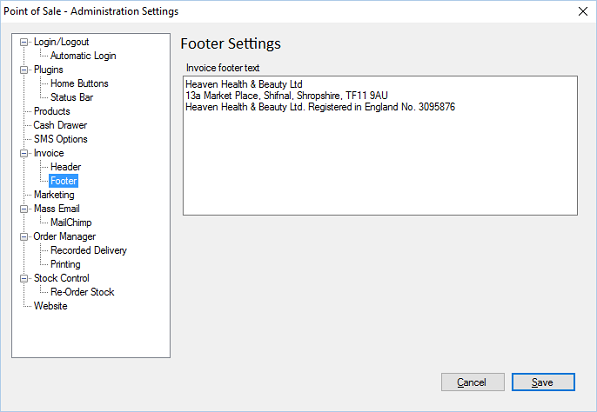 Point of Sale - Administration Settings
Login/Logout
Automatic Login
Plugins
Home Buttons
Status Bar
Products
Cash Drawer
SMS Options
Invoice
Header
Footer
Marketing
Mass Email
MailChimp
Order Manager
Recorded Delivery
Printing
Stock Control
Re-Order Stock
Website
Footer Settings
Invoice footer text
Heaven Health & Beauty Ltd
13a Market Place, Shifnal, Shropshire, TF11 9AU
Heaven Health & Beauty Ltd. Registered in England No. 3095876
Cancel
Save